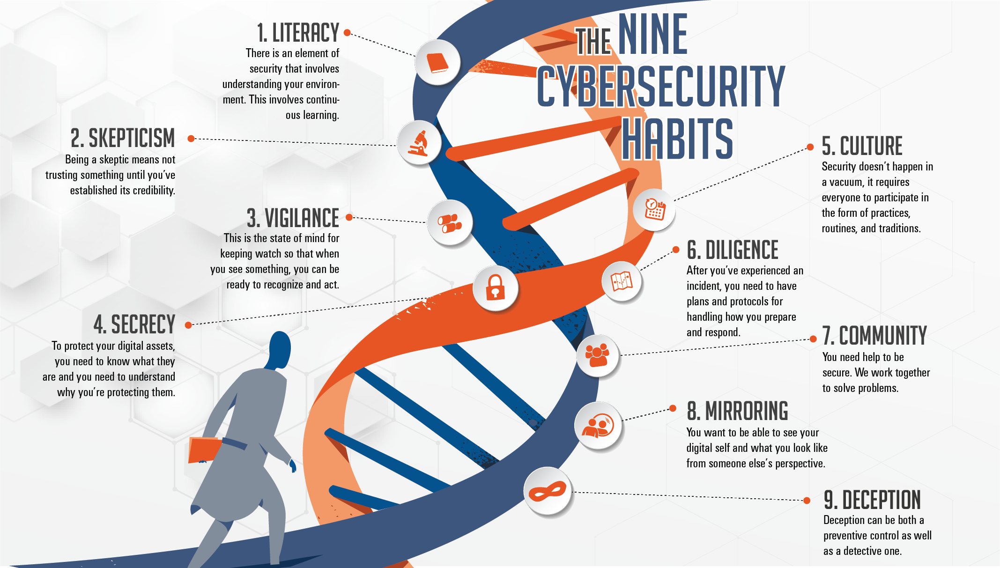 THE NINE
CYBERSECURITY
HABITS
1. LITERACY
There is an element of
security that involves
understanding your environ-
ment. This involves continu-
ous learning.
2. SKEPTICISM
Being a skeptic means not
trusting something until you've
established its credibility.
3. VIGILANCE
This is the state of mind for
keeping watch so that when
you see something, you can be
ready to recognize and act.
4. SECRECY
To protect your digital assets,
you need to know what they
are and you need to understand
why you're protecting them.
5. CULTURE
Security doesn't happen in
a vacuum, it requires
everyone to participate in
the form of practices,
routines, and traditions.
6. DILIGENCE
After you've experienced an
incident, you need to have
plans and protocols for
handling how you prepare
and respond.
7. COMMUNITY
You need help to be
secure. We work together
to solve problems.
8. MIRRORING
You want to be able to see your
digital self and what you look like
from someone else's perspective.
9. DECEPTION
Deception can be both a
preventive control as well
as a detective one.